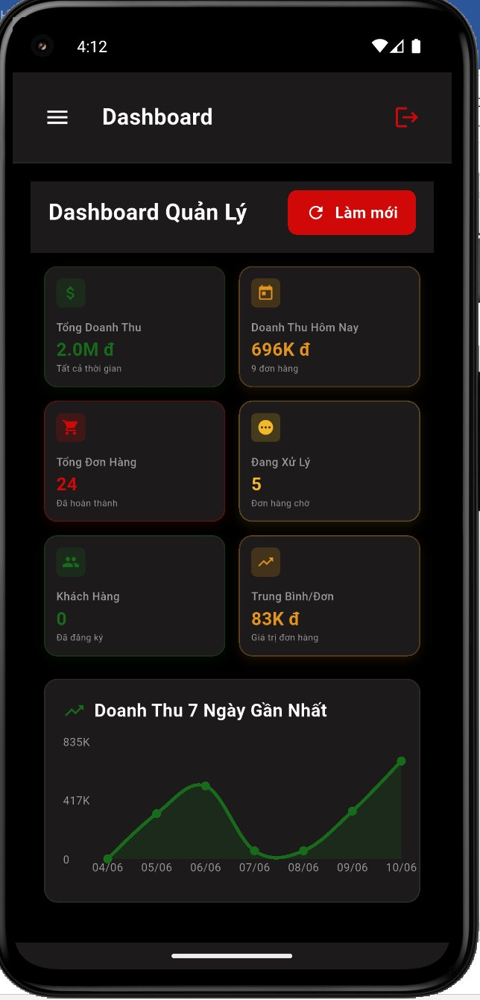 4:12
Dashboard
Dashboard Quản Lý
Làm mới
Tổng Doanh Thu
2.0M đ
Tất cả thời gian
Doanh Thu Hôm Nay
696K đ
9 đơn hàng
Tổng Đơn Hàng
24
Đã hoàn thành
Đang Xử Lý
5
Đơn hàng chờ
Khách Hàng
0
Đã đăng ký
Trung Bình/Đơn
83K đ
Giá trị đơn hàng
Doanh Thu 7 Ngày Gần Nhất
835K
417K
0
04/06 05/06 06/06 07/06 08/06 09/06 10/06